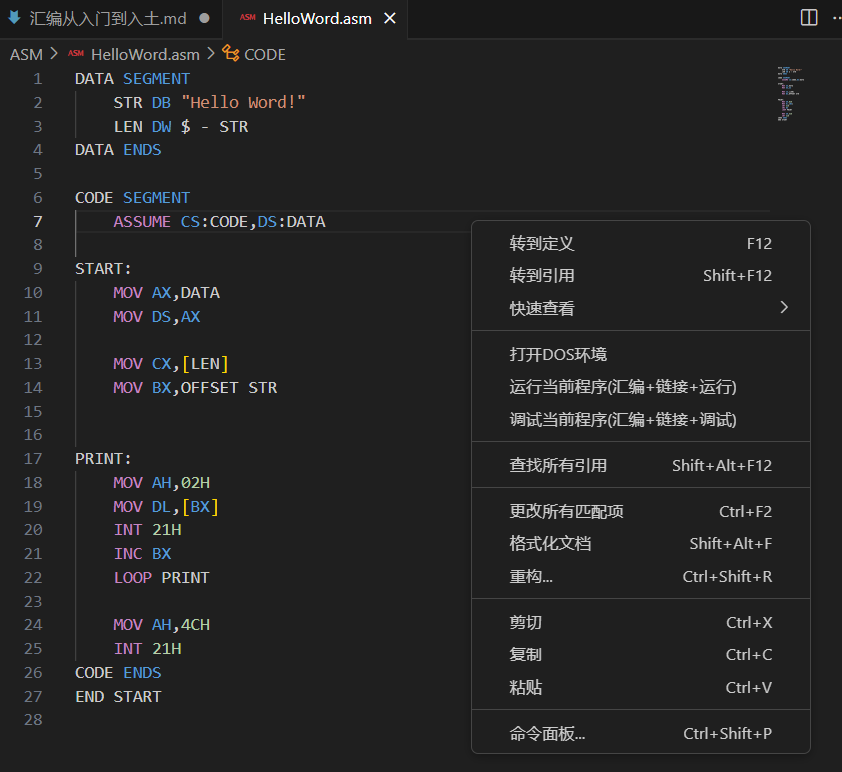 汇编从入门到入土.md ●
ASM HelloWord.asm ×
ASM > ASM HelloWord.asm > CODE
1 DATA SEGMENT
2 STR DB "Hello Word!"
3 LEN DW $ - STR
4 DATA ENDS
5
6 CODE SEGMENT
7 ASSUME CS:CODE,DS:DATA
8
9 START:
10 MOV AX,DATA
11 MOV DS,AX
12
13 MOV CX,[LEN]
14 MOV BX,OFFSET STR
15
16
17 PRINT:
18 MOV AH,02H
19 MOV DL,[BX]
20 INT 21H
21 INC BX
22 LOOP PRINT
23
24 MOV AH,4CH
25 INT 21H
26 CODE ENDS
27 END START
28
转到定义 F12
转到引用 Shift+F12
快速查看 >
打开DOS环境
运行当前程序(汇编+链接+运行)
调试当前程序(汇编+链接+调试)
查找所有引用 Shift+Alt+F12
更改所有匹配项 Ctrl+F2
格式化文档 Shift+Alt+F
重构... Ctrl+Shift+R
剪切 Ctrl+X
复制 Ctrl+C
粘贴 Ctrl+V
命令面板... Ctrl+Shift+P